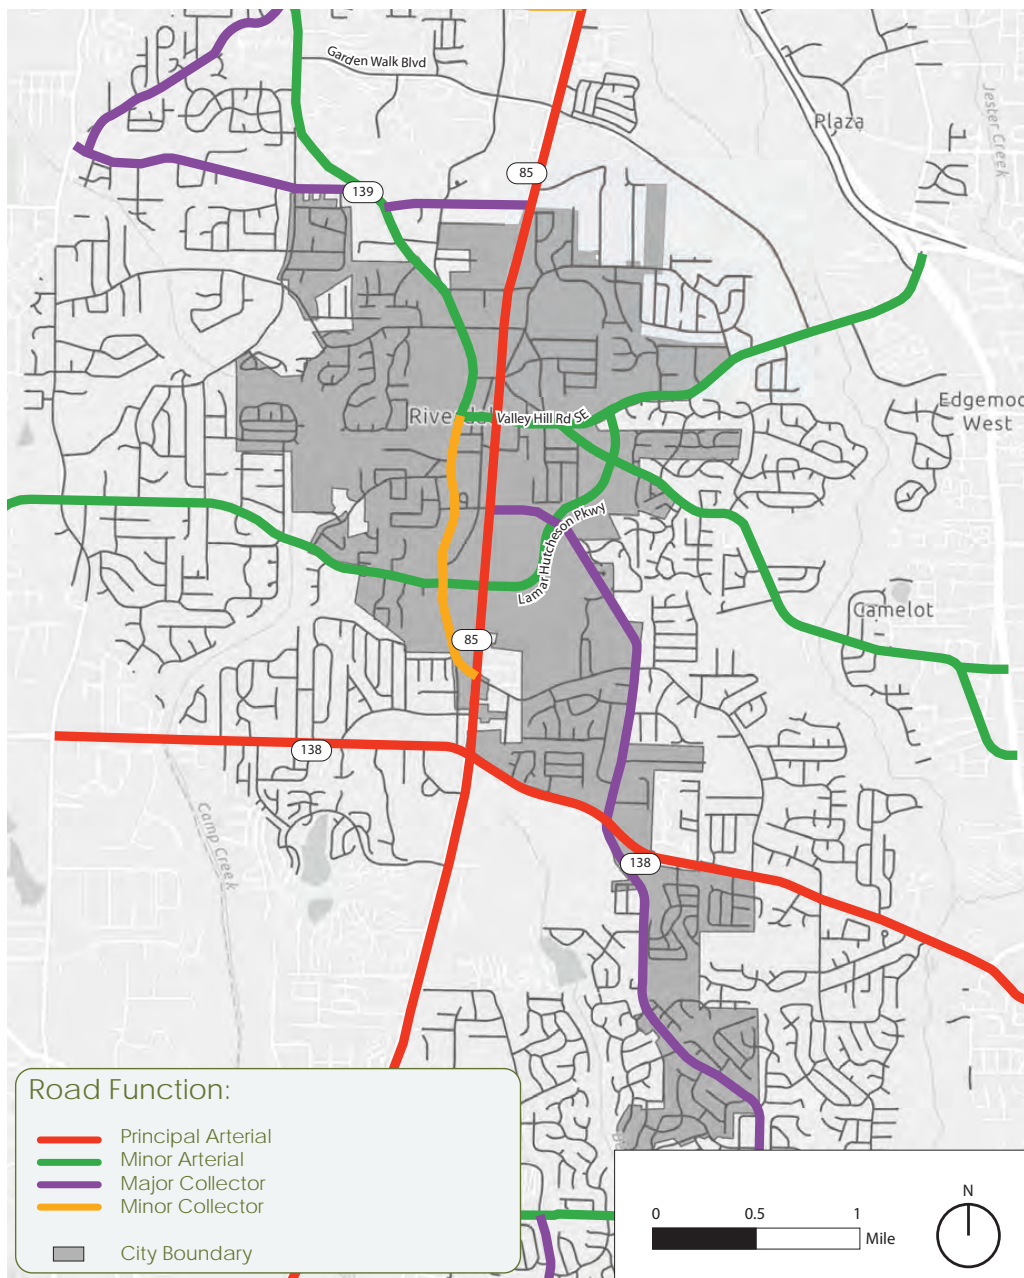 Garden Walk Blvd
Plaza
Jester Creek
85
139
Edgemoo
West
Valley Hill Rd SE
Lamar Hutcheson Pkwy
Camelot
85
138
Camp Creek
138
Road Function:
Principal Arterial
Minor Arterial
Major Collector
Minor Collector
City Boundary
0 0.5 1
Mile
N